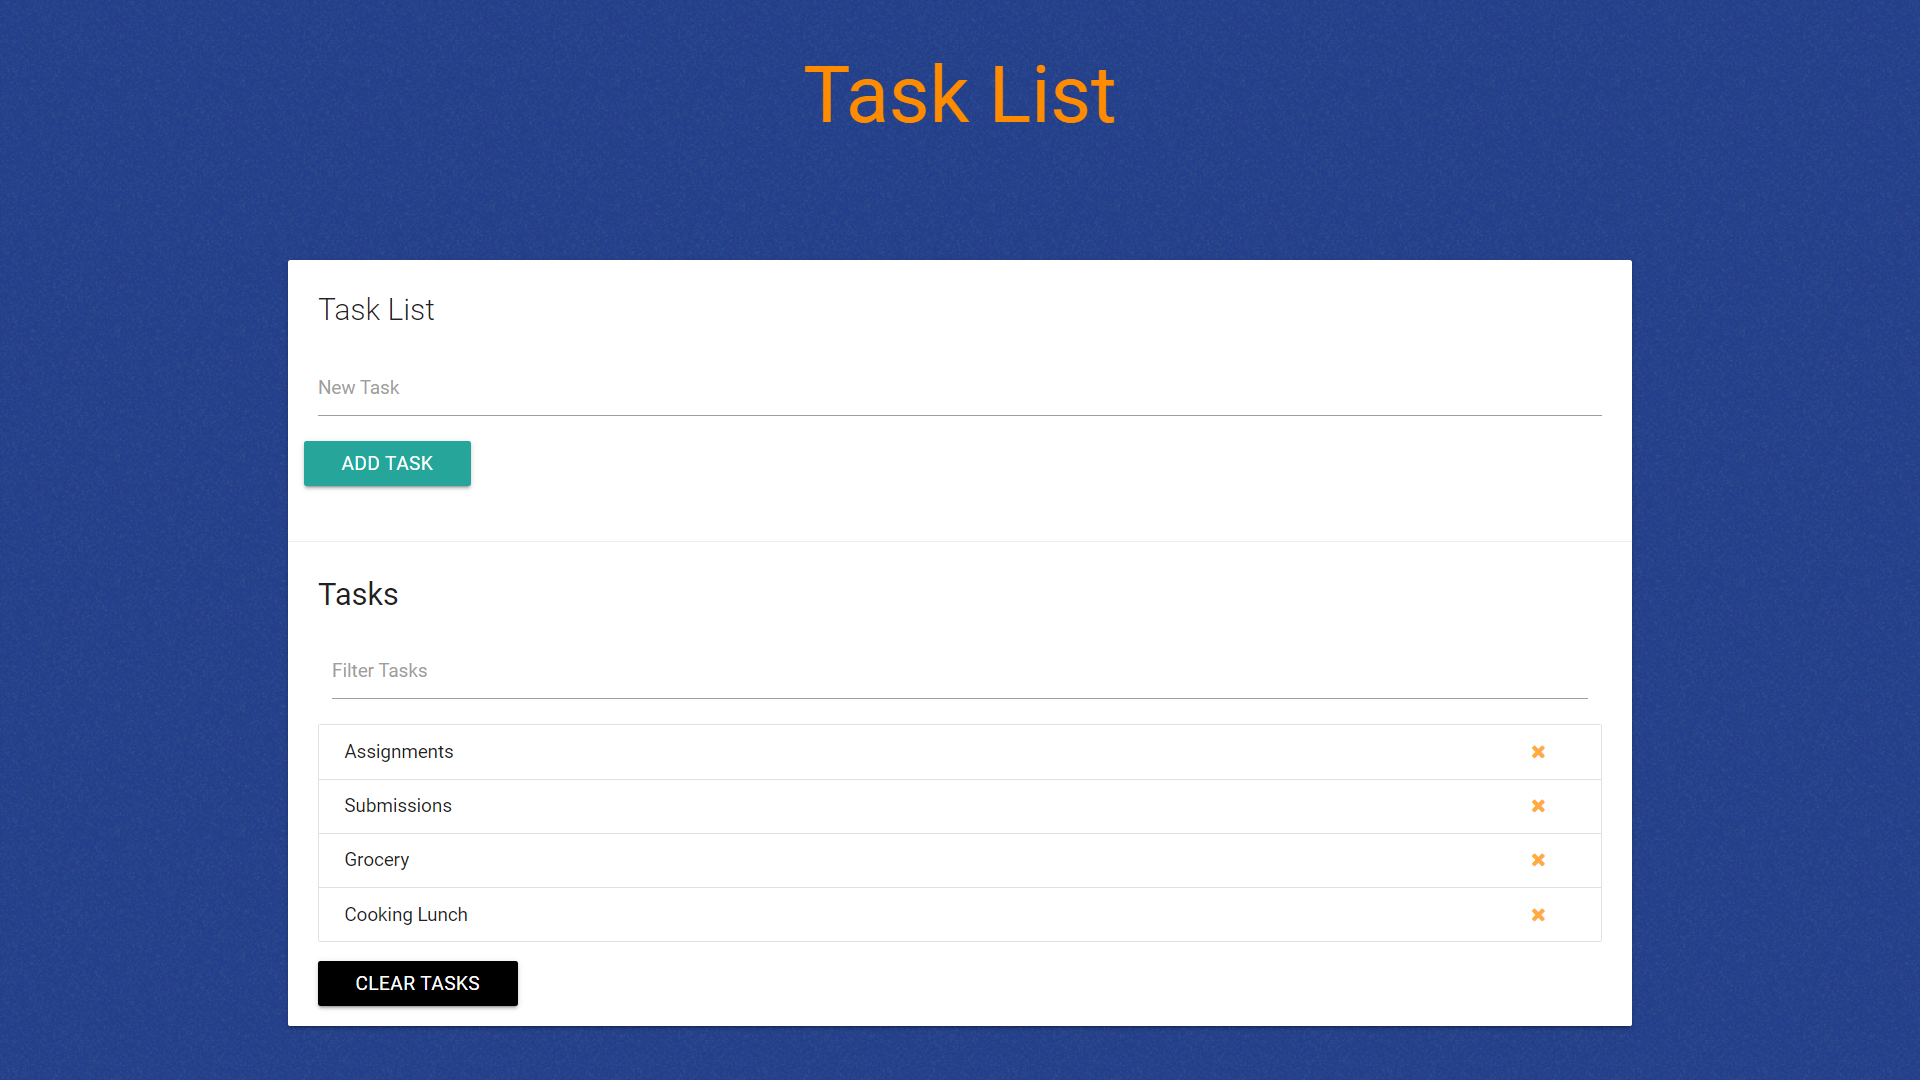 Task List
Task List
New Task
ADD TASK
Tasks
Filter Tasks
Assignments
Submissions
Grocery
Cooking Lunch
CLEAR TASKS